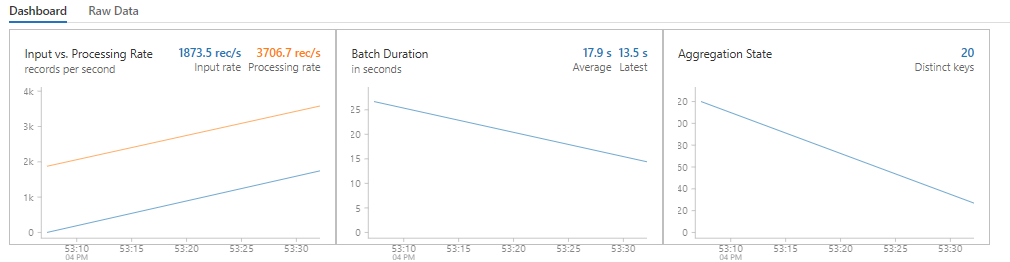 Dashboard Raw Data
Input vs. Processing Rate 1873.5 rec/s 3706.7 rec/s
records per second Input rate Processing rate
4k
3k
2k
1k
0
53:10 53:15 53:20 53:25 53:30
04 PM
Batch Duration 17.9 s 13.5 s
in seconds Average Latest
25
20
15
10
5
0
53:10 53:15 53:20 53:25 53:30
04 PM
Aggregation State 20
Distinct keys
20
00
80
60
40
20
0
53:10 53:15 53:20 53:25 53:30
04 PM